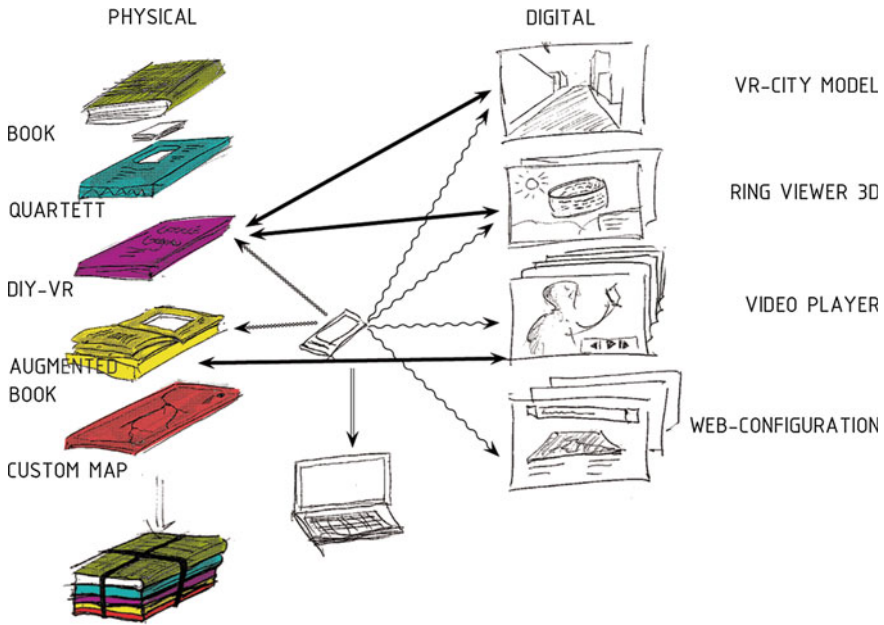 PHYSICAL
DIGITAL
BOOK
QUARTETT
DIY-VR
AUGMENTED
BOOK
CUSTOM MAP
VR-CITY MODEL
RING VIEWER 3D
VIDEO PLAYER
WEB-CONFIGURATION